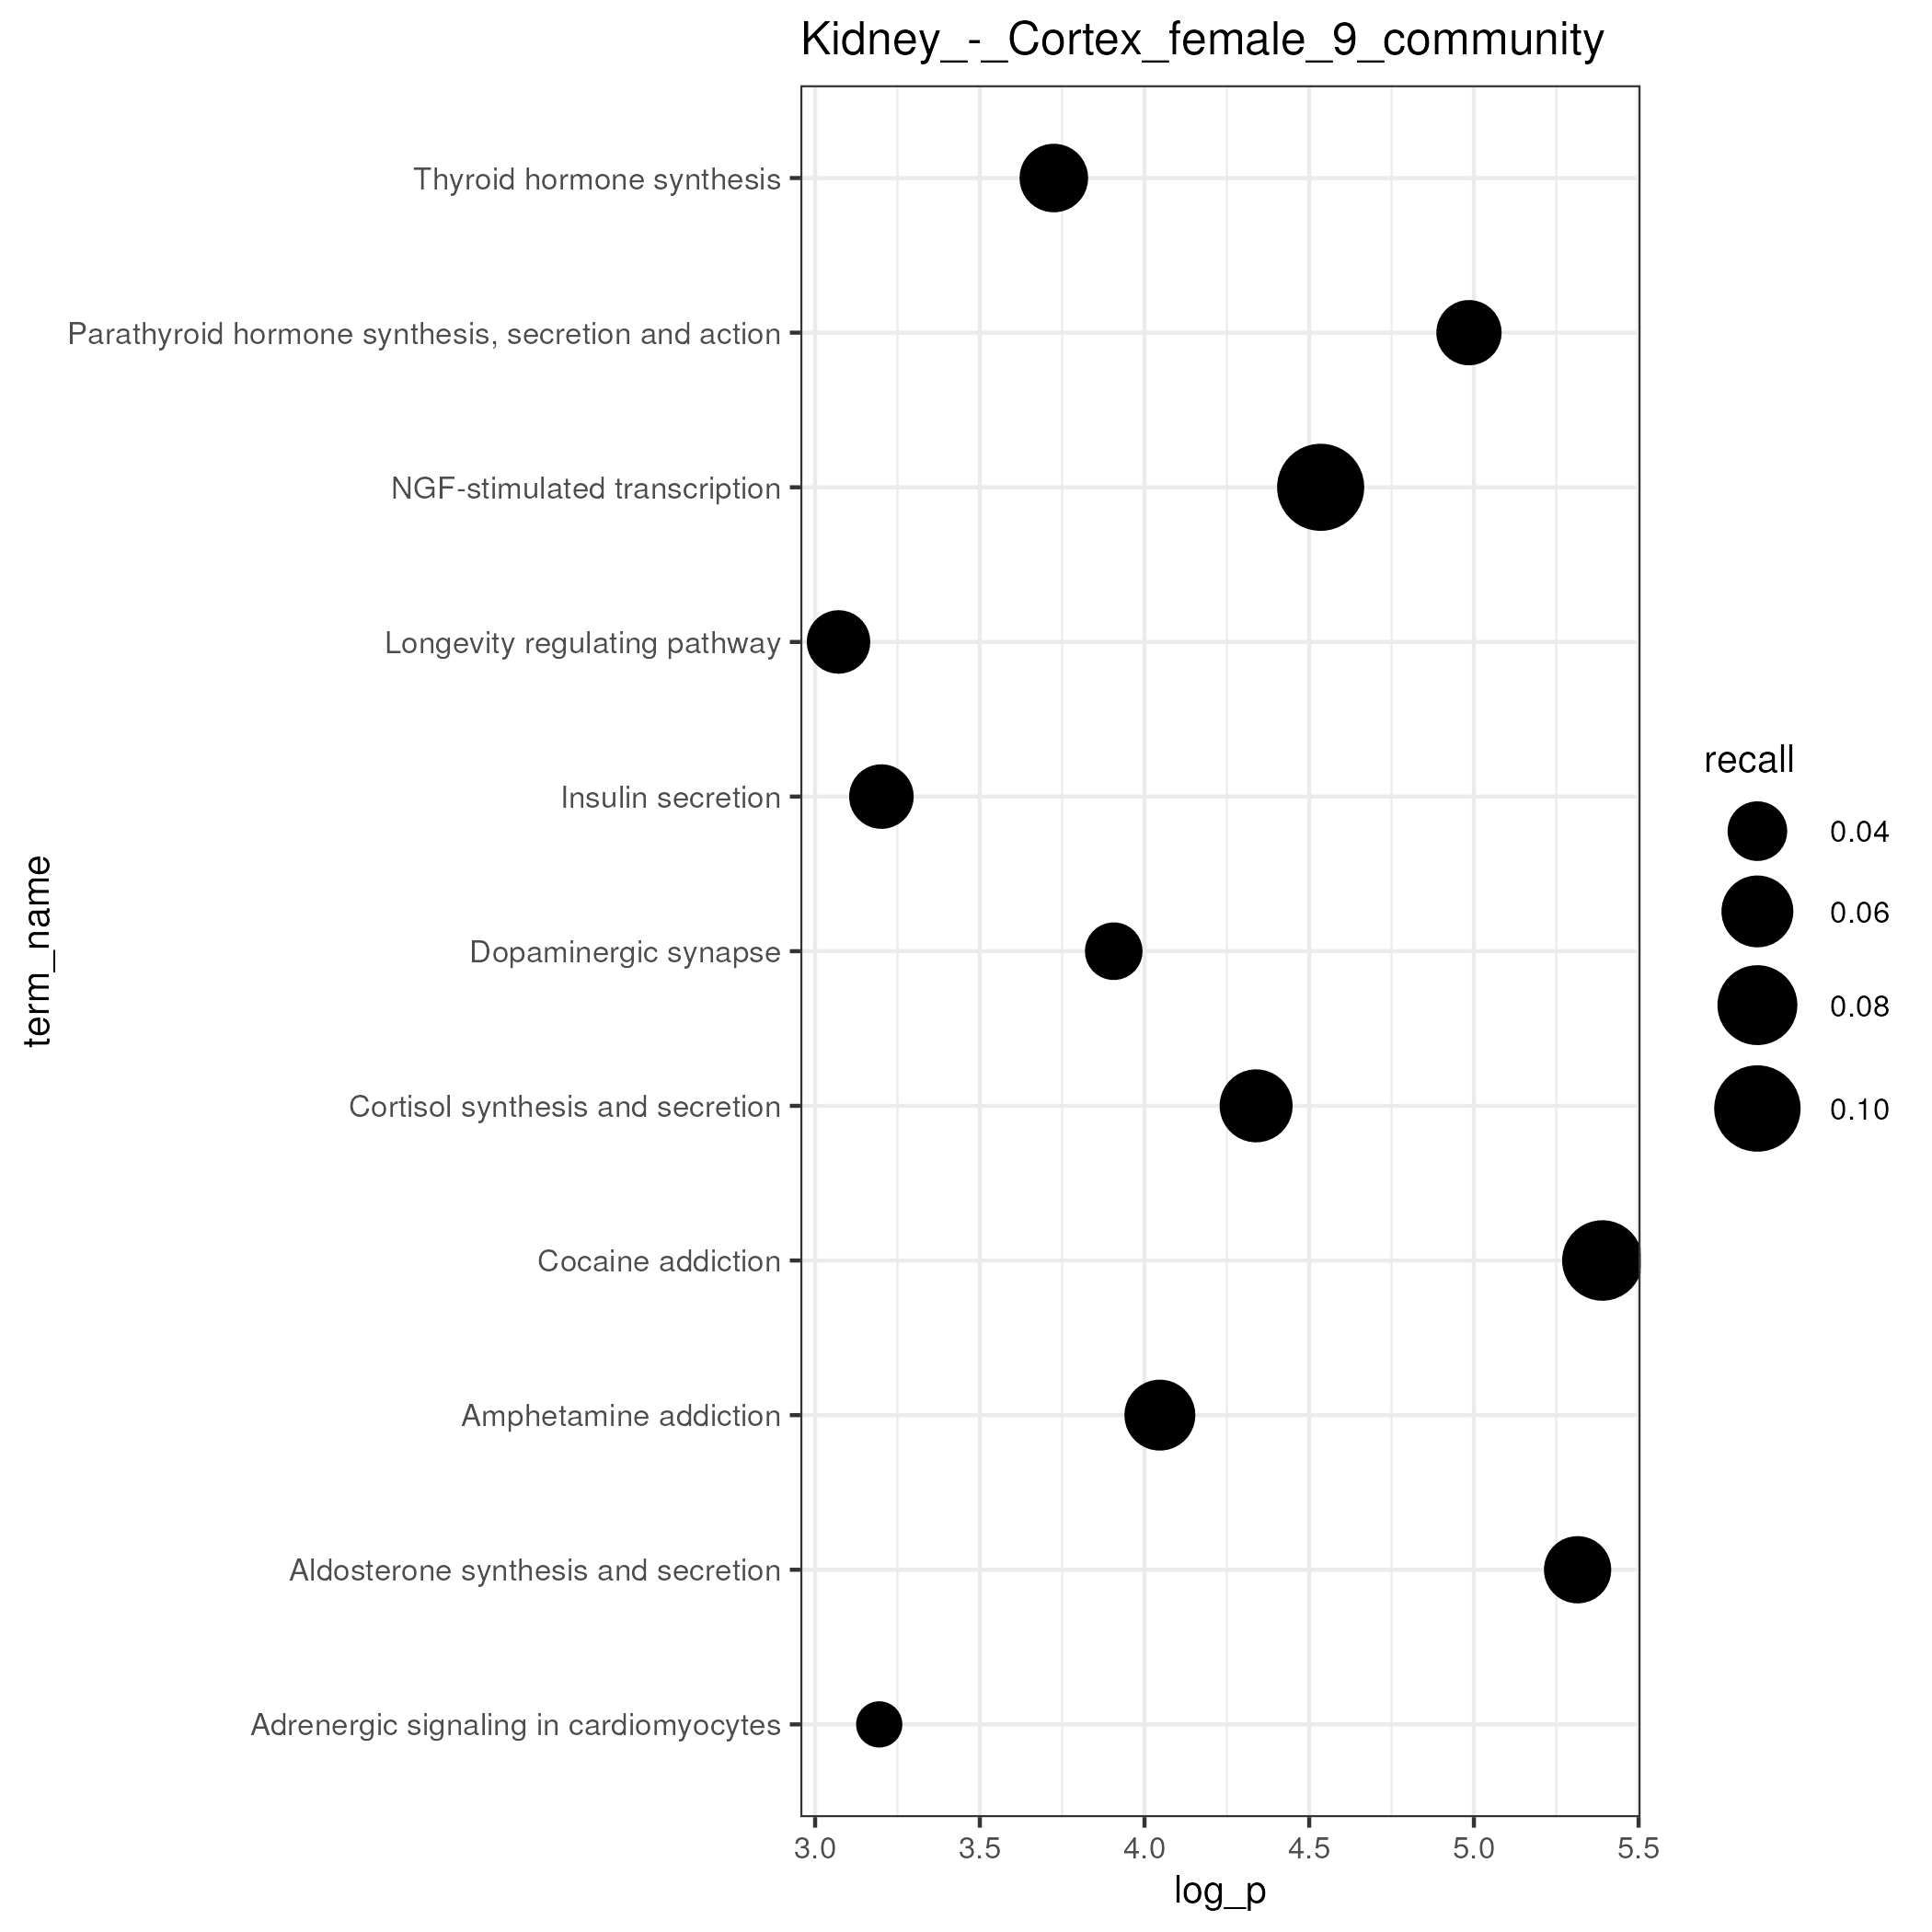 Kidney_-_Cortex_female_9_community
Thyroid hormone synthesis
Parathyroid hormone synthesis, secretion and action
NGF-stimulated transcription
Longevity regulating pathway
Insulin secretion
Dopaminergic synapse
Cortisol synthesis and secretion
Cocaine addiction
Amphetamine addiction
Aldosterone synthesis and secretion
Adrenergic signaling in cardiomyocytes
term_name
3.0 3.5 4.0 4.5 5.0 5.5
log_p
recall
0.04
0.06
0.08
0.10